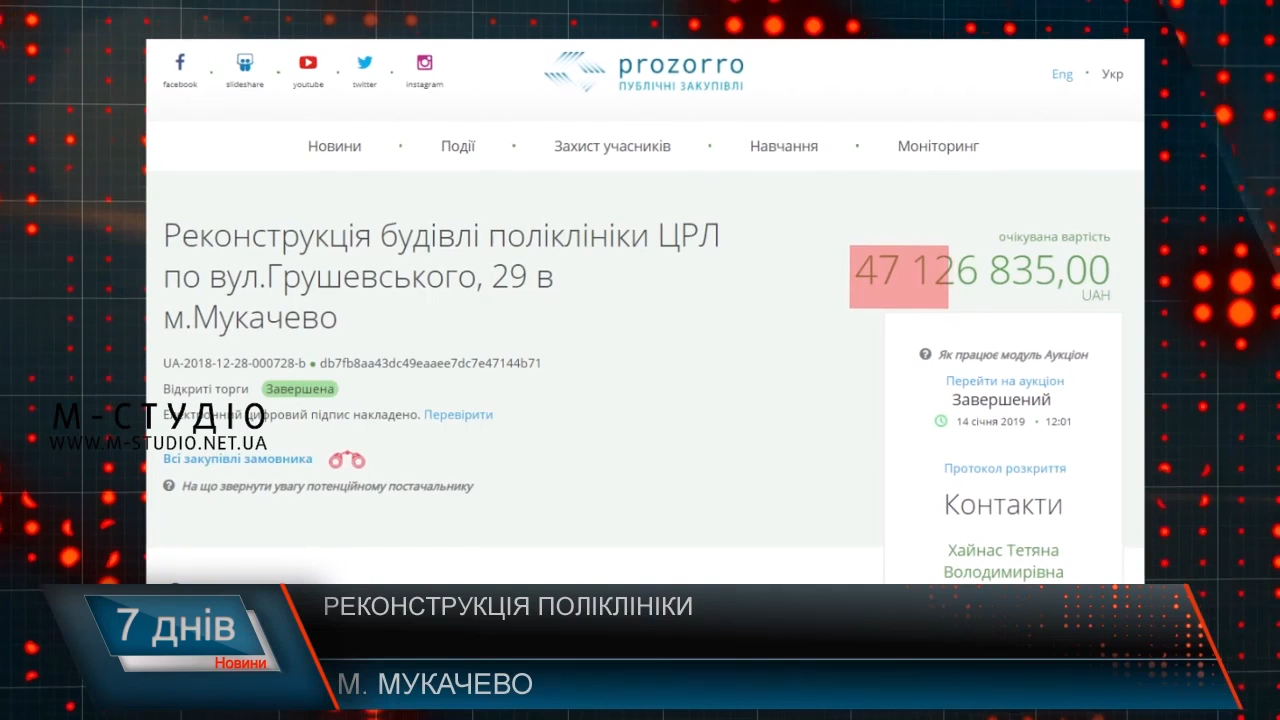 facebook
slideshare
youtube
twitter
instagram
prozorro
ПУБЛІЧНІ ЗАКУПІВЛІ
Eng • Укр
Новини • Події • Захист учасників • Навчання • Моніторинг
Реконструкція будівлі поліклініки ЦРЛ
по вул.Грушевського, 29 в
м.Мукачево
очікувана вартість
47 126 835,00
UAH
UA-2018-12-28-000728-b ● db7fb8aa43dc49eaaee7dc7e47144b71
Відкриті торги Завершена
Електронний цифровий підпис накладено. Перевірити
М-СТУДІО
WWW.M-STUDIO.NET.UA
Всі закупівлі замовника
На що звернути увагу потенційному постачальнику
Як працює модуль Аукціон
Перейти на аукціон
Завершений
14 січня 2019 • 12:01
Протокол розкриття
Контакти
Хайнас Тетяна
Володимирівна
7 днів
Новини
РЕКОНСТРУКЦІЯ ПОЛІКЛІНІКИ
М. МУКАЧЕВО